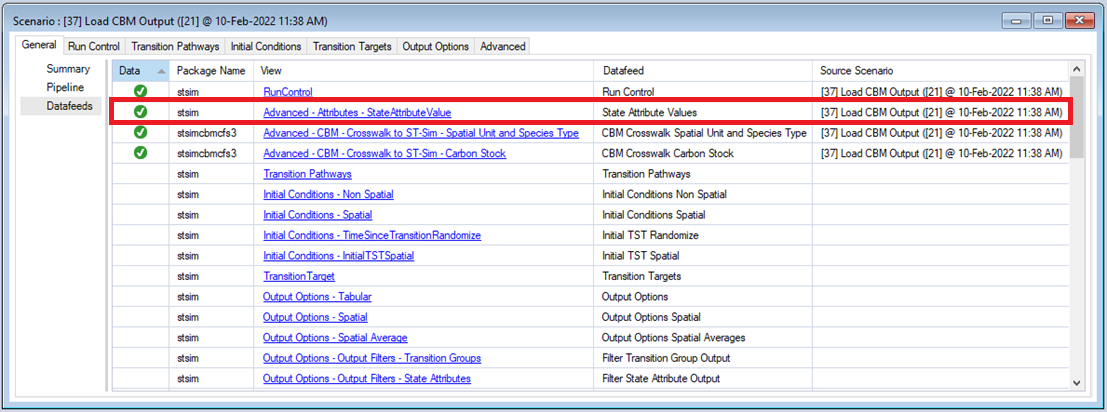 Scenario : [37] Load CBM Output ([21] @ 10-Feb-2022 11:38 AM)
General Run Control Transition Pathways Initial Conditions Transition Targets Output Options Advanced
Summary
Pipeline
Datafeeds
Data Package Name View Datafeed Source Scenario
stsim RunControl Run Control [37] Load CBM Output ([21] @ 10-Feb-2022 11:38 AM)
stsim Advanced - Attributes - StateAttributeValue State Attribute Values [37] Load CBM Output ([21] @ 10-Feb-2022 11:38 AM)
stsimcbmcfs3 Advanced - CBM - Crosswalk to ST-Sim - Spatial Unit and Species Type CBM Crosswalk Spatial Unit and Species Type [37] Load CBM Output ([21] @ 10-Feb-2022 11:38 AM)
stsimcbmcfs3 Advanced - CBM - Crosswalk to ST-Sim - Carbon Stock CBM Crosswalk Carbon Stock [37] Load CBM Output ([21] @ 10-Feb-2022 11:38 AM)
stsim Transition Pathways Transition Pathways
stsim Initial Conditions - Non Spatial Initial Conditions Non Spatial
stsim Initial Conditions - Spatial Initial Conditions Spatial
stsim Initial Conditions - TimeSinceTransitionRandomize Initial TST Randomize
stsim Initial Conditions - InitialTSTSpatial Initial TST Spatial
stsim TransitionTarget Transition Targets
stsim Output Options - Tabular Output Options
stsim Output Options - Spatial Output Options Spatial
stsim Output Options - Spatial Average Output Options Spatial Averages
stsim Output Options - Output Filters - Transition Groups Filter Transition Group Output
stsim Output Options - Output Filters - State Attributes Filter State Attribute Output